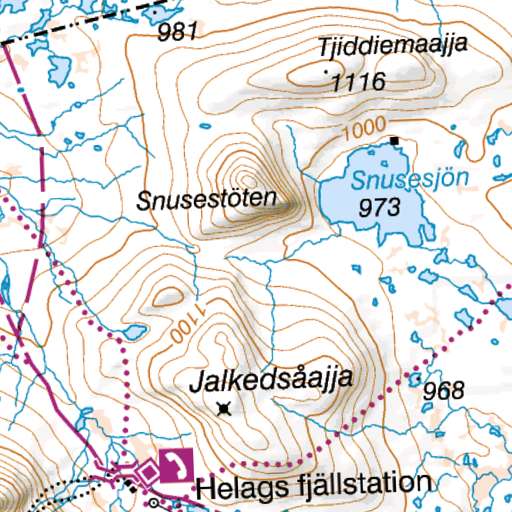 981
Tjiddiemaajja
1116
1000
Snusesjön
973
Snusestöten
1100
Jalkedsåajja
968
Helags fjällstation